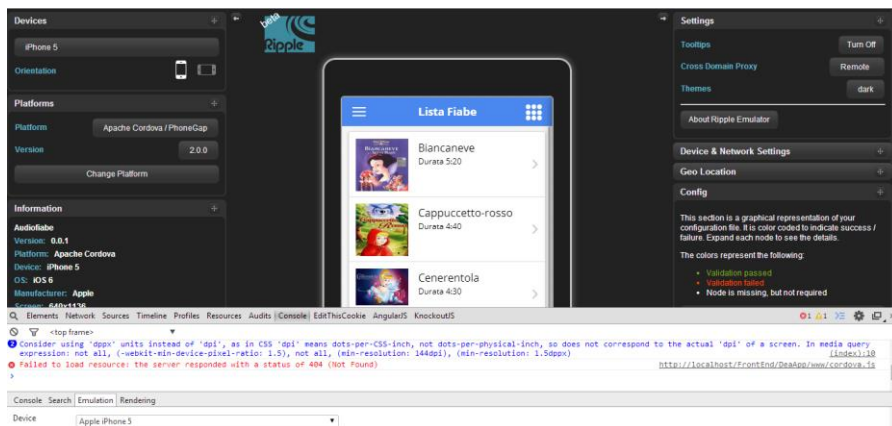 Devices
iPhone 5
Orientation
Platforms
Platform Apache Cordova / PhoneGap
Version 2.0.0
Change Platform
Information
Audiofiabe
Version: 0.0.1
Platform: Apache Cordova
Device: iPhone 5
OS: iOS 6
Manufacturer: Apple
Screen: 640x1136
beta
Ripple
Lista Fiabe
BIANCANEVE
Biancaneve
Durata 5:20
Cappuccetto-rosso
Durata 4:40
Cenerentola
Durata 4:30
Settings
Tooltips Turn Off
Cross Domain Proxy Remote
Themes dark
About Ripple Emulator
Device & Network Settings
Geo Location
Config
This section is a graphical representation of your
configuration file. It is color coded to indicate success /
failure. Expand each node to see the details.
The colors represent the following:
• Validation passed
• Validation failed
• Node is missing, but not required
Elements Network Sources Timeline Profiles Resources Audits Console EditThisCookie AngularJS KnockoutJS
1 1
<top frame>
2 Consider using 'dppx' units instead of 'dpi', as in CSS 'dpi' means dots-per-CSS-inch, not dots-per-physical-inch, so does not correspond to the actual 'dpi' of a screen. In media query
expression: not all, (-webkit-min-device-pixel-ratio: 1.5), not all, (min-resolution: 144dpi), (min-resolution: 1.5dppx) (index):10
Failed to load resource: the server responded with a status of 404 (Not Found) http://localhost/FrontEnd/DeaApp/www/cordova.js
>
Console Search Emulation Rendering
Device Apple iPhone 5